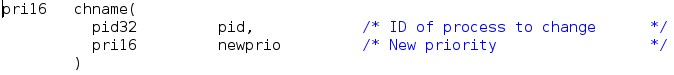 pri16 chname(
pid32 pid, /* ID of process to change */
pri16 newprio /* New priority */
)